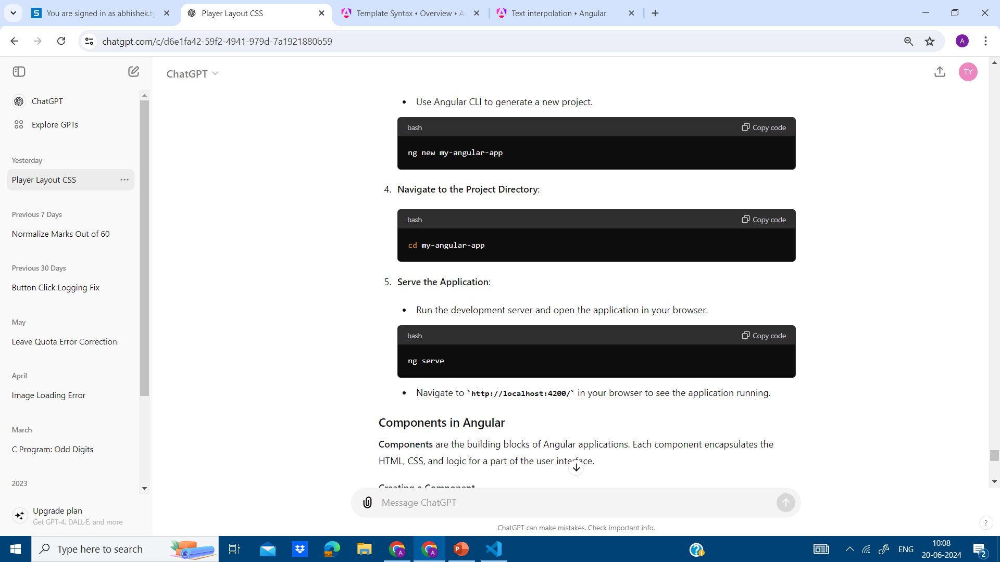 You are signed in as abhishek.ty
Player Layout CSS
Template Syntax • Overview • A
Text interpolation • Angular
chatgpt.com/c/d6e1fa42-59f2-4941-979d-7a1921880b59
A
ChatGPT
TY
ChatGPT
Explore GPTs
Yesterday
Player Layout CSS
Previous 7 Days
Normalize Marks Out of 60
Previous 30 Days
Button Click Logging Fix
May
Leave Quota Error Correction.
April
Image Loading Error
March
C Program: Odd Digits
2023
Upgrade plan
Get GPT-4, DALL·E, and more
• Use Angular CLI to generate a new project.
bash
Copy code
ng new my-angular-app
4. Navigate to the Project Directory:
bash
Copy code
cd my-angular-app
5. Serve the Application:
• Run the development server and open the application in your browser.
bash
Copy code
ng serve
• Navigate to `http://localhost:4200/` in your browser to see the application running.
Components in Angular
Components are the building blocks of Angular applications. Each component encapsulates the
HTML, CSS, and logic for a part of the user interface.
Creating a Component
Message ChatGPT
ChatGPT can make mistakes. Check important info.
?
Type here to search
ENG
10:08
20-06-2024
2